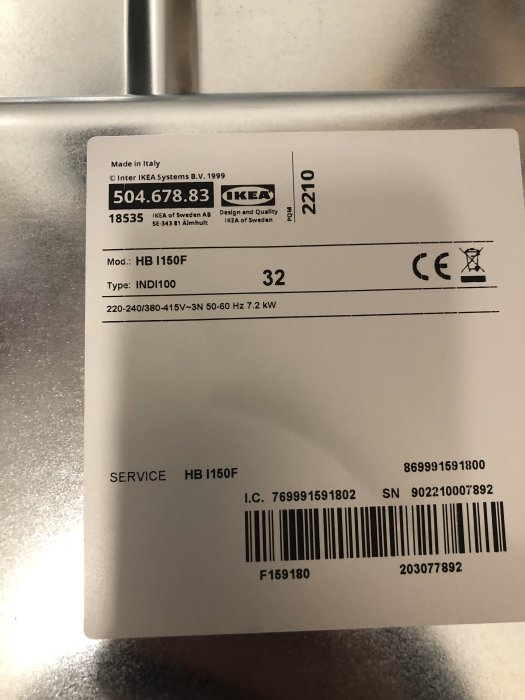 Made in Italy
© Inter IKEA Systems B.V. 1999
504.678.83
IKEA
18535
IKEA of Sweden AB
SE-343 81 Älmhult
Design and Quality
IKEA of Sweden
PQM
2210
Mod.: HB I150F
Type: INDI100
32
CE
220-240/380-415V~3N 50-60 Hz 7.2 kW
SERVICE HB I150F
869991591800
I.C. 769991591802 SN 902210007892
F159180 203077892